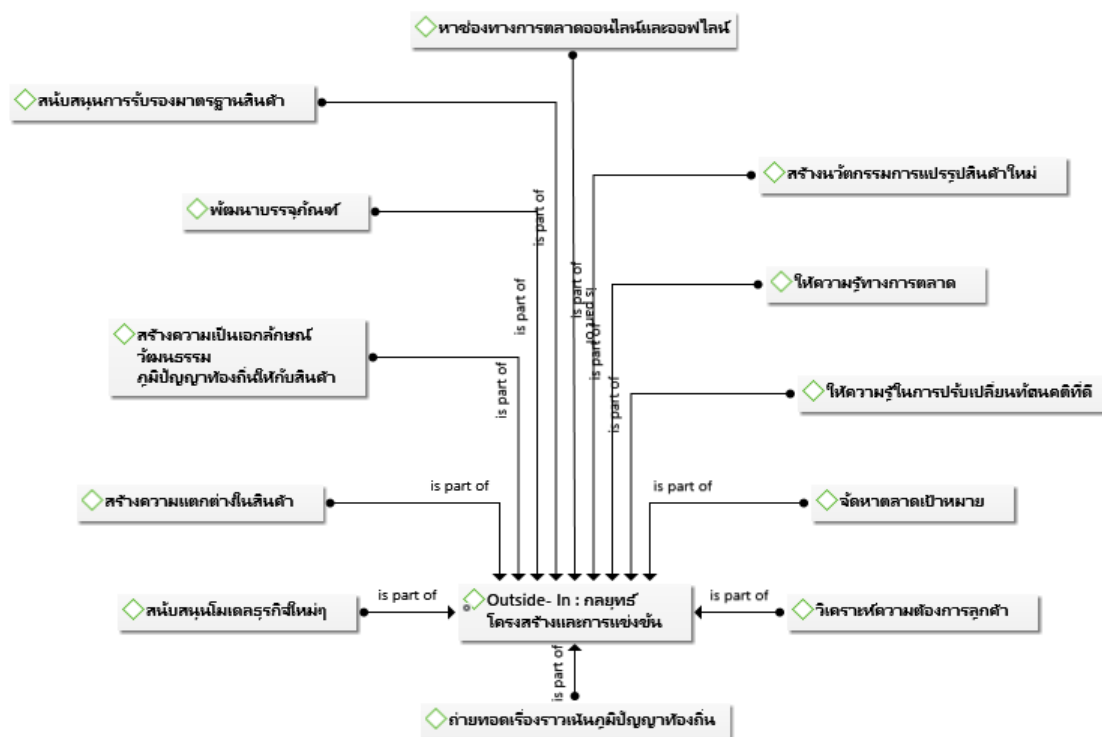 หาช่องทางการตลาดออนไลน์และออฟไลน์
สนับสนุนการรับรองมาตรฐานสินค้า
สร้างนวัตกรรมการแปรรูปสินค้าใหม่
พัฒนาบรรจุภัณฑ์
is part of
is part of
is part of
is part of
is part of
is part of
is part of
ให้ความรู้ทางการตลาด
สร้างความเป็นเอกลักษณ์
วัฒนธรรม
ภูมิปัญญาท้องถิ่นให้กับสินค้า
is part of
ให้ความรู้ในการปรับเปลี่ยนทัศนคติที่ดี
is part of
is part of
สร้างความแตกต่างในสินค้า
จัดหาตลาดเป้าหมาย
สนับสนุนโมเดลธุรกิจใหม่ๆ
is part of
Outside- In : กลยุทธ์
โครงสร้างและการแข่งขัน
is part of
วิเคราะห์ความต้องการลูกค้า
is part of
ถ่ายทอดเรื่องราวเน้นภูมิปัญญาท้องถิ่น